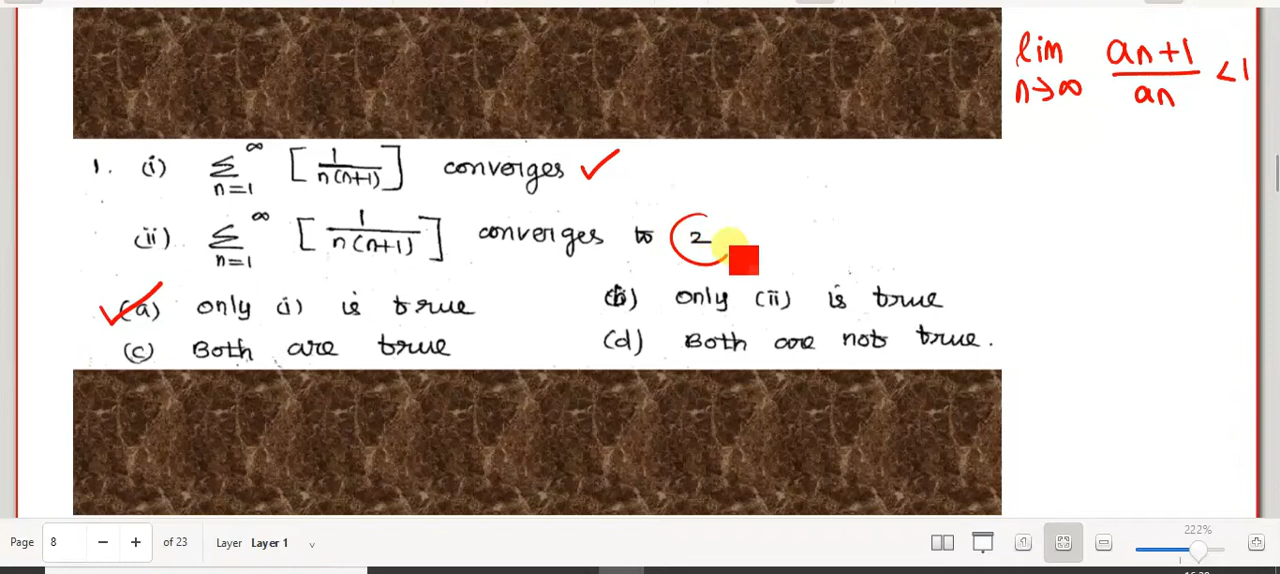 lim
n→∞
an+1
an
<1
1. (i) ∑ n=1 ∞ [ 1/n(n+1) ] converges ✓
(ii) ∑ n=1 ∞ [ 1/n(n+1) ] converges to 2
(a) only (i) is true (b) only (ii) is true
(c) Both are true (d) Both are not true.
Page 8 − + of 23 Layer Layer 1 222%